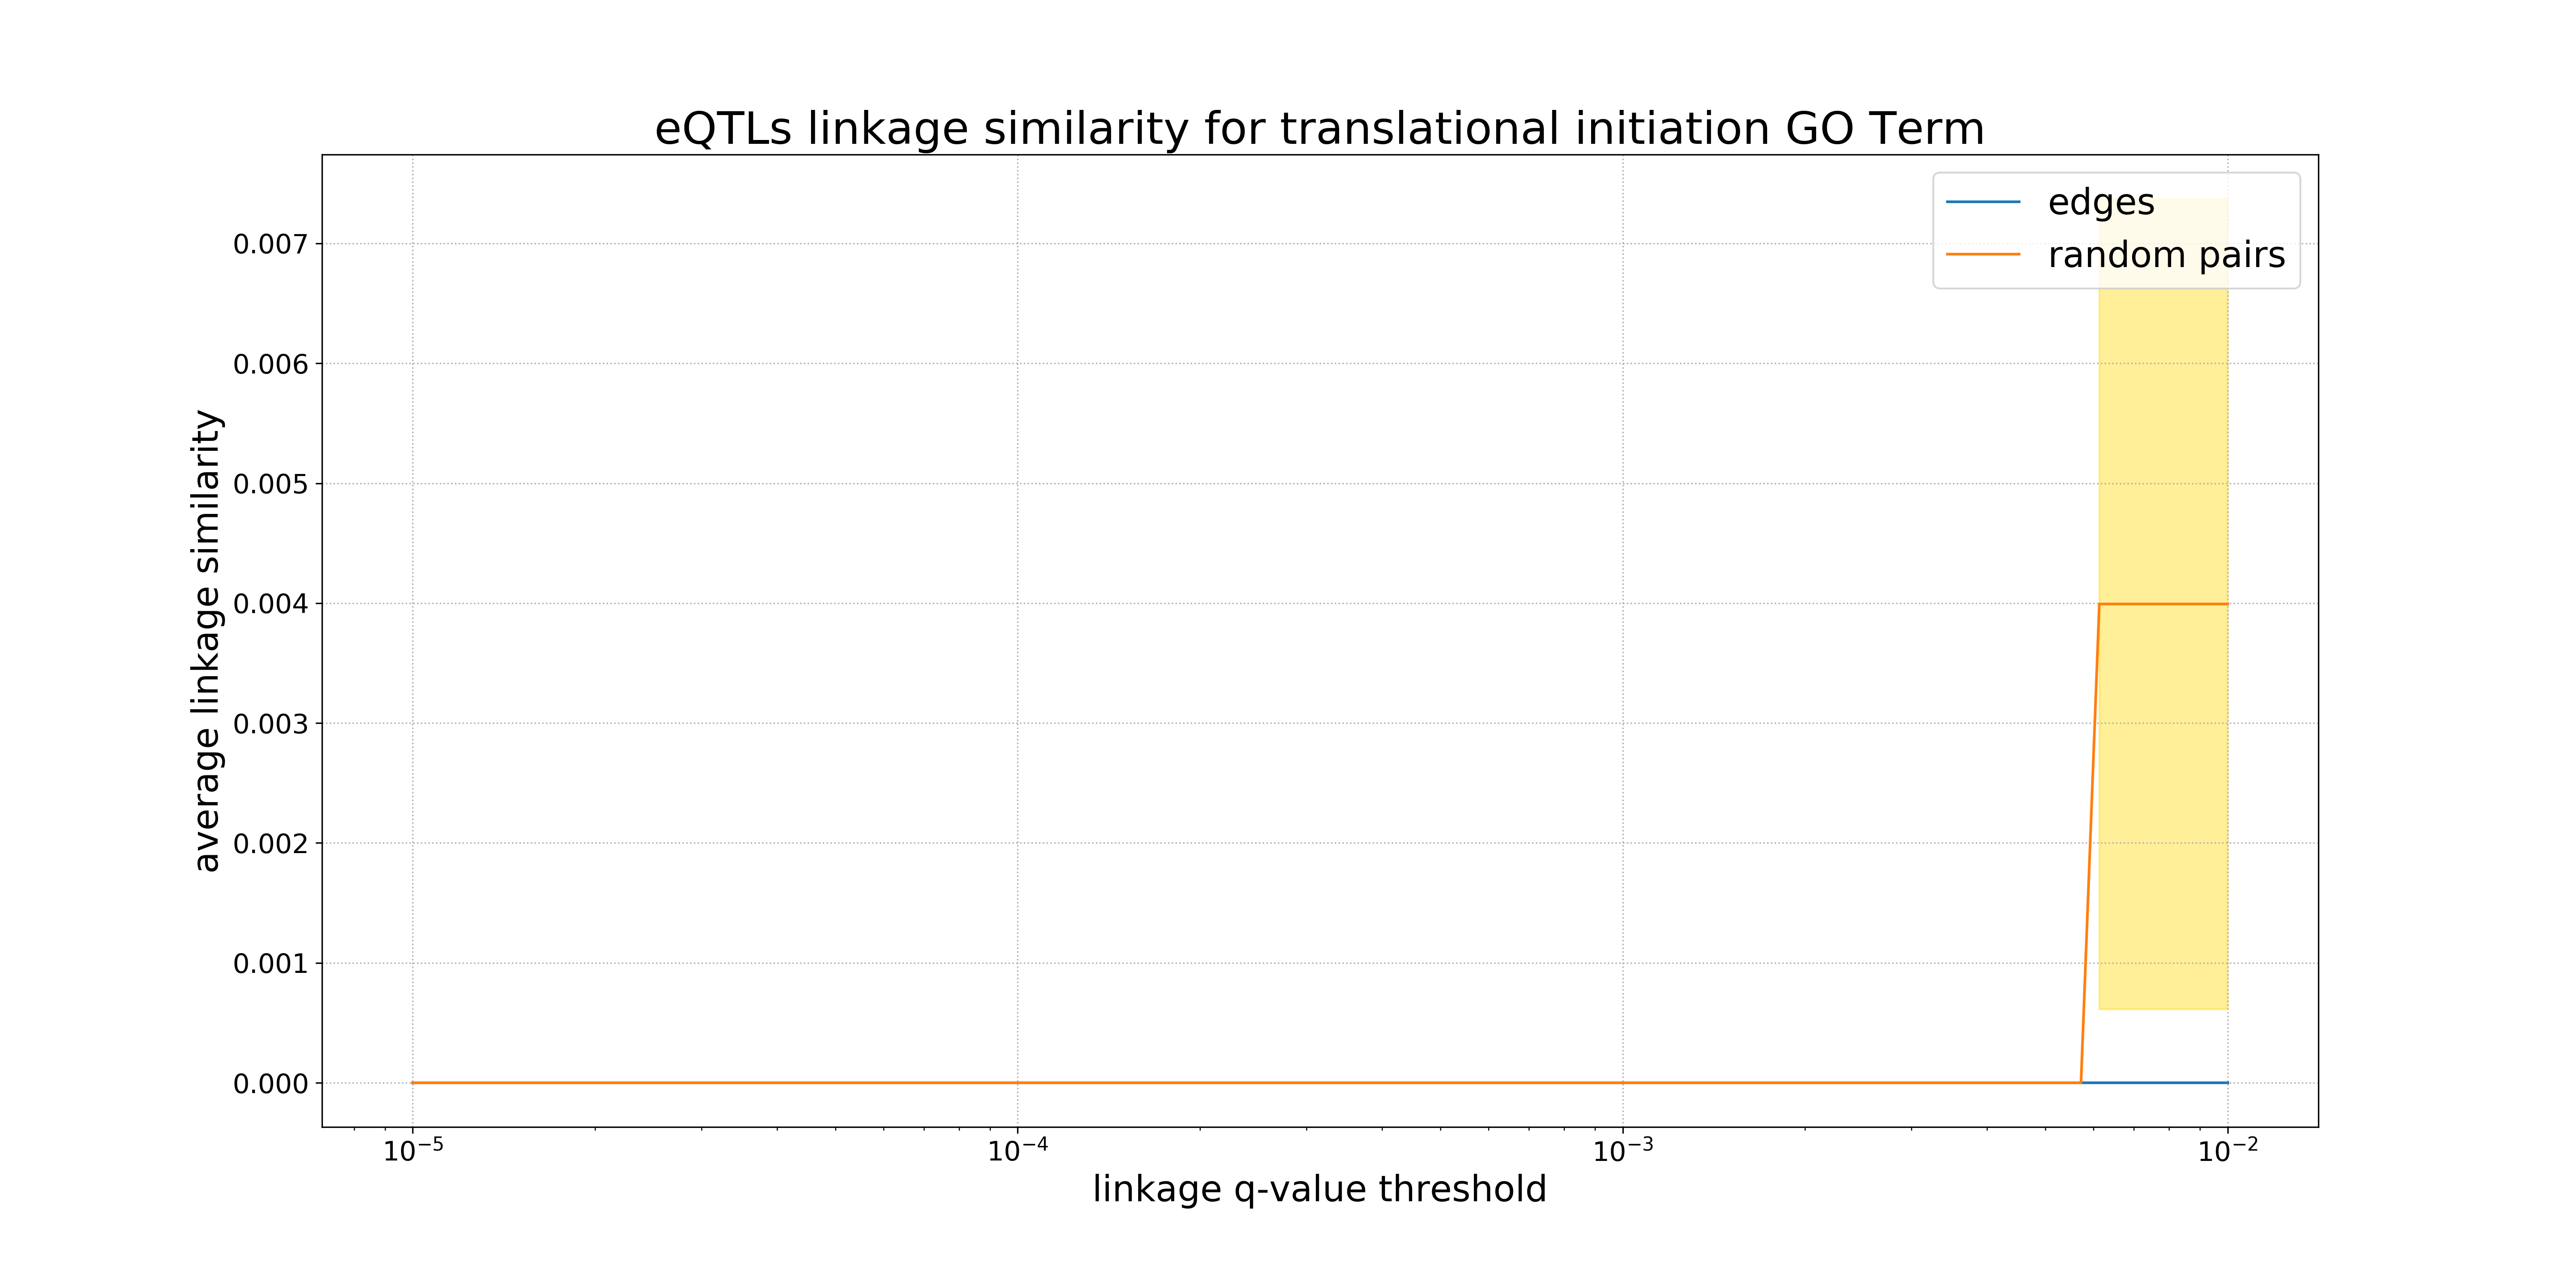 eQTLs linkage similarity for translational initiation GO Term
edges
random pairs
0.007
0.006
0.005
0.004
0.003
0.002
0.001
0.000
average linkage similarity
10⁻⁵ 10⁻⁴ 10⁻³ 10⁻²
linkage q-value threshold